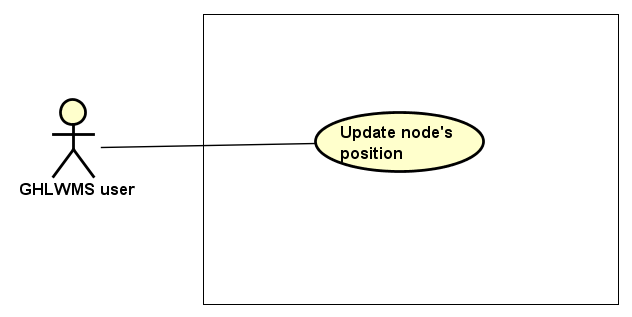 Update node's
position
GHLWMS user